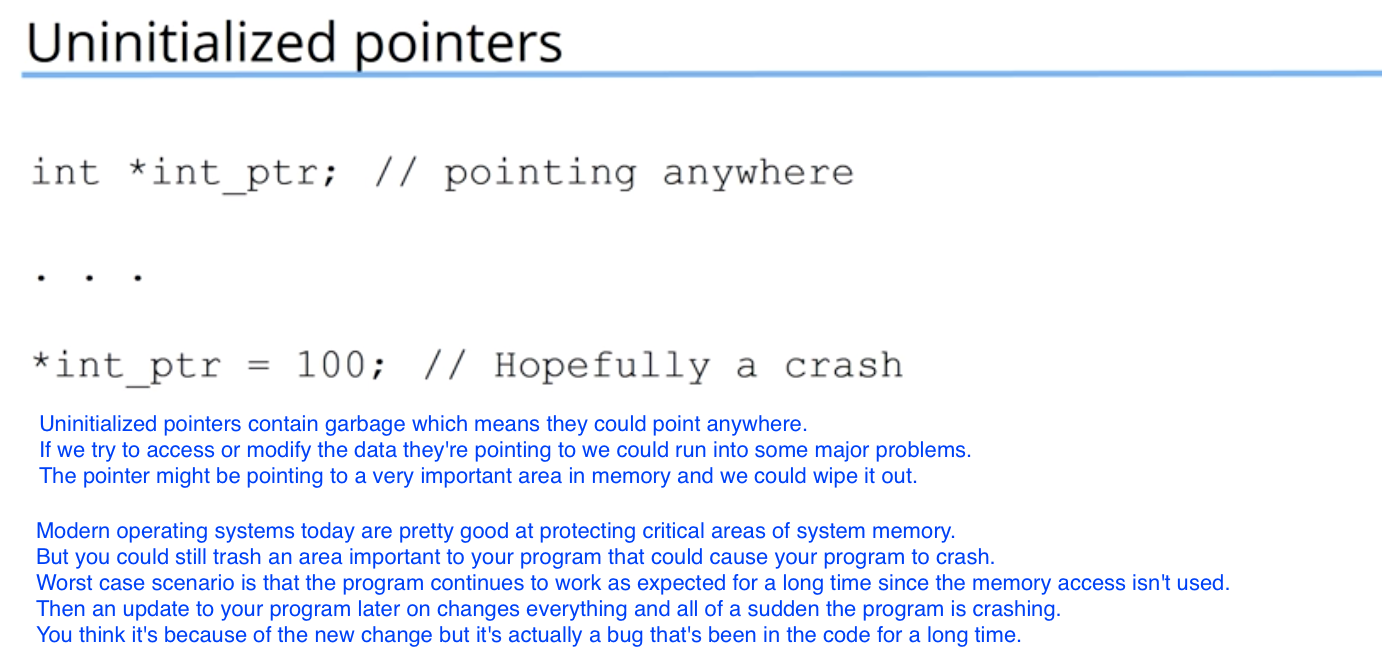 Uninitialized pointers
int *int_ptr; // pointing anywhere
. . .
*int_ptr = 100; // Hopefully a crash
Uninitialized pointers contain garbage which means they could point anywhere.
If we try to access or modify the data they're pointing to we could run into some major problems.
The pointer might be pointing to a very important area in memory and we could wipe it out.
Modern operating systems today are pretty good at protecting critical areas of system memory.
But you could still trash an area important to your program that could cause your program to crash.
Worst case scenario is that the program continues to work as expected for a long time since the memory access isn't used.
Then an update to your program later on changes everything and all of a sudden the program is crashing.
You think it's because of the new change but it's actually a bug that's been in the code for a long time.